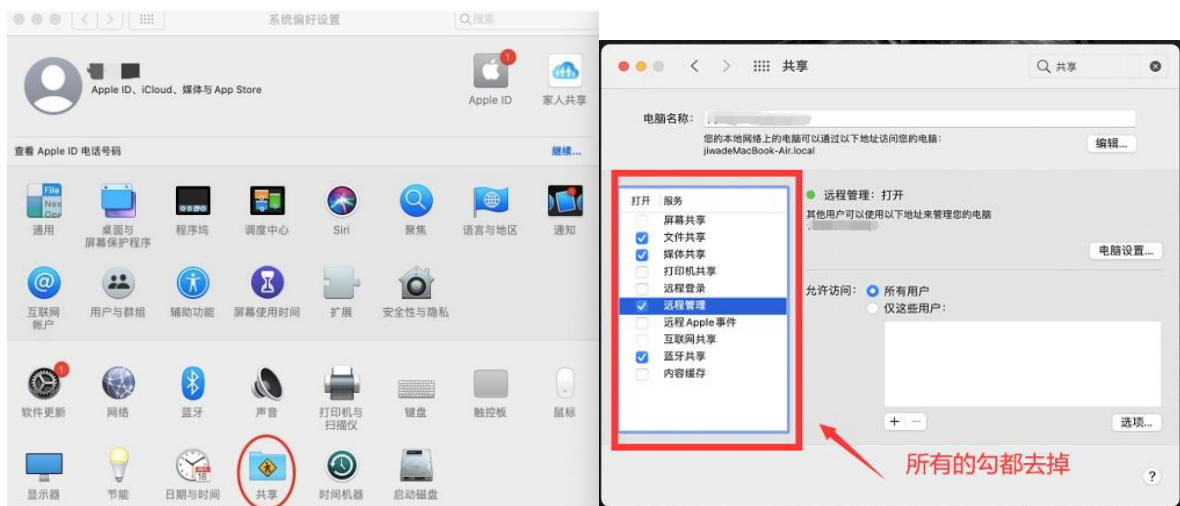 系统偏好设置
搜索
Apple ID、iCloud、媒体与 App Store
1
Apple ID
家人共享
查看 Apple ID 电话号码
继续...
File
New
通用
桌面与
屏幕保护程序
程序坞
调度中心
Siri
聚焦
语言与地区
通知
互联网
帐户
用户与群组
辅助功能
屏幕使用时间
扩展
安全性与隐私
1
软件更新
网络
蓝牙
声音
打印机与
扫描仪
键盘
触控板
鼠标
显示器
节能
18
日期与时间
共享
时间机器
启动磁盘
共享
共享
电脑名称:
您的本地网络上的电脑可以通过以下地址访问您的电脑:
jiwadeMacBook-Air.local
编辑...
打开 服务
屏幕共享
文件共享
媒体共享
打印机共享
远程登录
远程管理
远程 Apple 事件
互联网共享
蓝牙共享
内容缓存
远程管理: 打开
其他用户可以使用以下地址来管理您的电脑
电脑设置...
允许访问: 所有用户
仅这些用户:
+ −
选项...
所有的勾都去掉
?